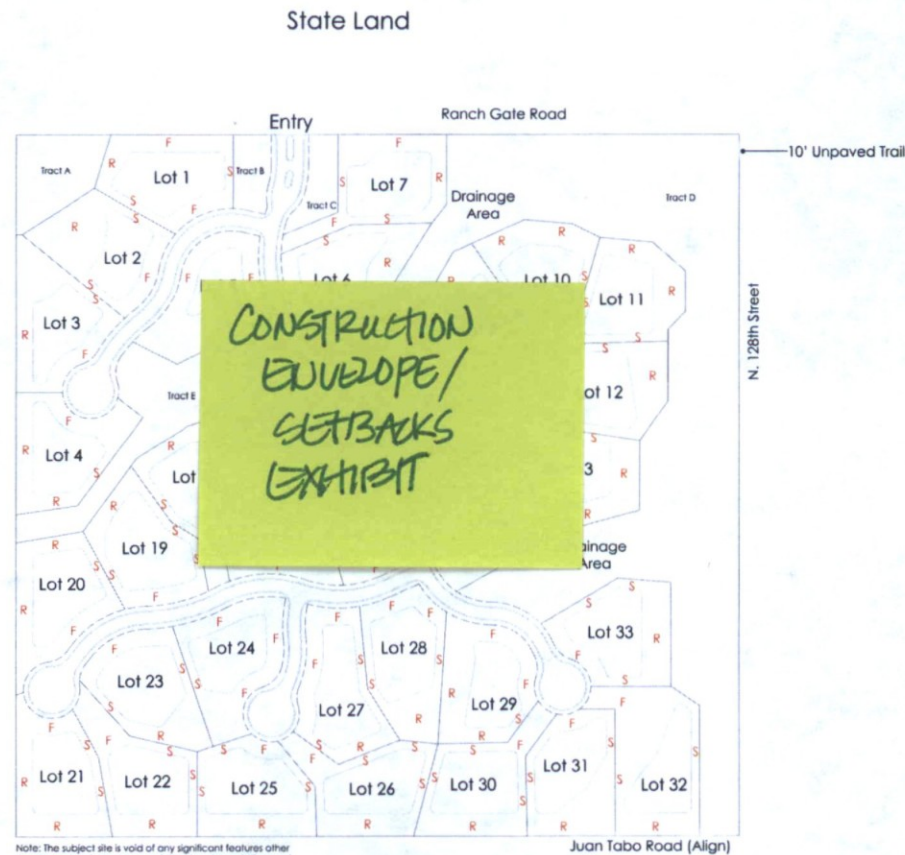 State Land
Ranch Gate Road
Entry
10' Unpaved Trail
Tract A
F
R
Lot 1
S
Tract B
S
Lot 7
F
R
Drainage
Area
Tract D
S
F
Tract C
F
S
R
Lot 2
S
R
Lot 6
R
R
R
Lot 10
S
R
Lot 11
R
F
F
S
S
Lot 3
R
F
S
S
N. 128th Street
CONSTRUCTION
ENVELOPE/
SETBACKS
EXHIBIT
Tract E
R
ot 12
F
Lot 4
R
S
R
R
Lot
S
3
R
R
R
S
Lot 19
S
ainage
Area
R
Lot 20
S
S
R
F
F
S
S
F
F
F
F
Lot 33
R
Lot 24
F
F
Lot 28
F
F
S
S
Lot 23
S
S
S
S
R
Lot 29
S
F
S
Lot 27
R
S
F
F
R
S
F
S
F
S
R
S
R
S
F
Lot 31
S
S
R
Lot 21
S
Lot 22
S
Lot 25
S
Lot 26
S
S
Lot 30
S
S
Lot 32
R
R
R
R
R
R
R
Note: The subject site is void of any significant features other
Juan Tabo Road (Align)